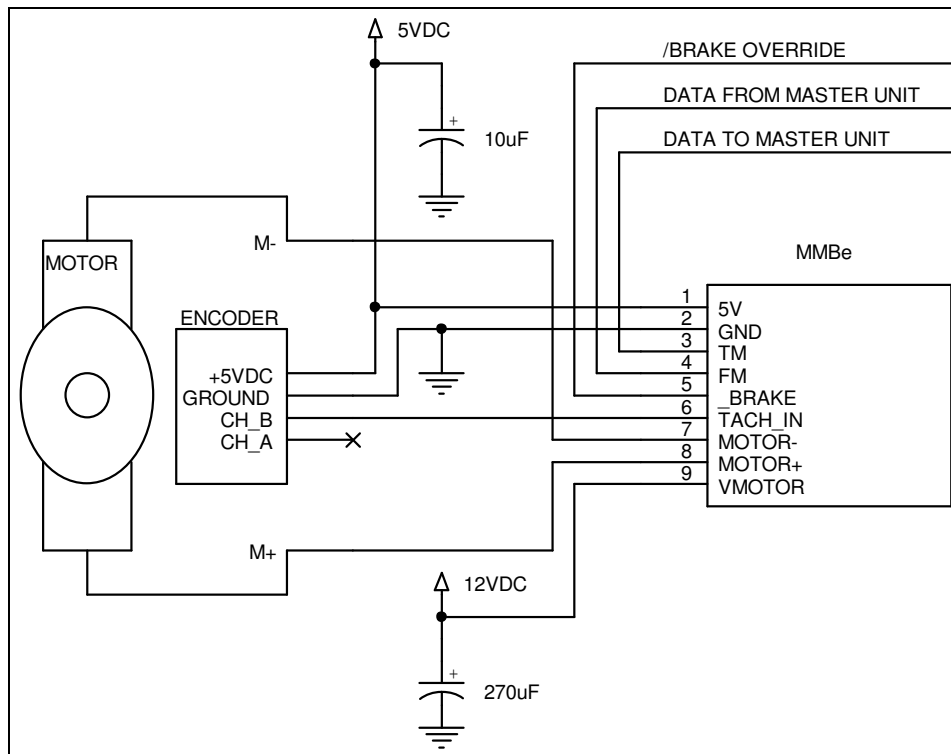 5VDC
/BRAKE OVERRIDE
DATA FROM MASTER UNIT
+
10uF
DATA TO MASTER UNIT
M-
MMBe
MOTOR
ENCODER
+5VDC
GROUND
CH_B
CH_A
1
2
3
4
5
6
7
8
9
5V
GND
TM
FM
_BRAKE
TACH_IN
MOTOR-
MOTOR+
VMOTOR
M+
12VDC
+
270uF